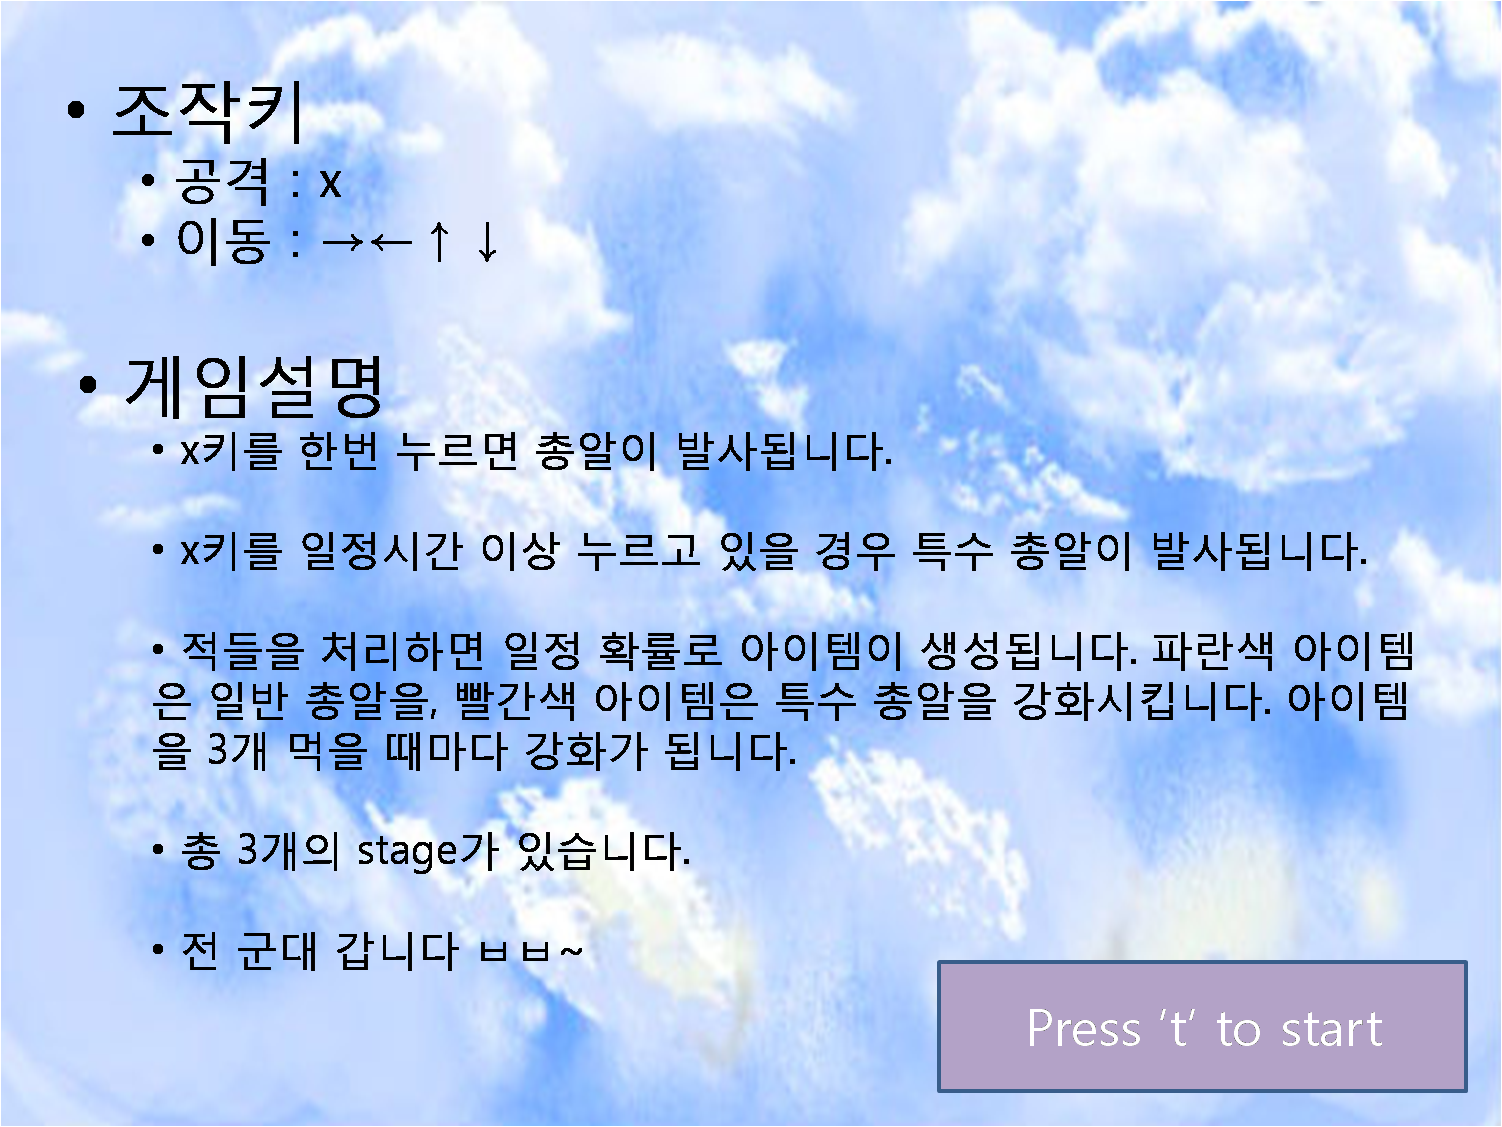 • 조작키
• 공격 : x
• 이동 : →← ↑ ↓
• 게임설명
• x키를 한번 누르면 총알이 발사됩니다.
• x키를 일정시간 이상 누르고 있을 경우 특수 총알이 발사됩니다.
• 적들을 처리하면 일정 확률로 아이템이 생성됩니다. 파란색 아이템
은 일반 총알을, 빨간색 아이템은 특수 총알을 강화시킵니다. 아이템
을 3개 먹을 때마다 강화가 됩니다.
• 총 3개의 stage가 있습니다.
• 전 군대 갑니다 ㅂㅂ~
Press ‘t’ to start